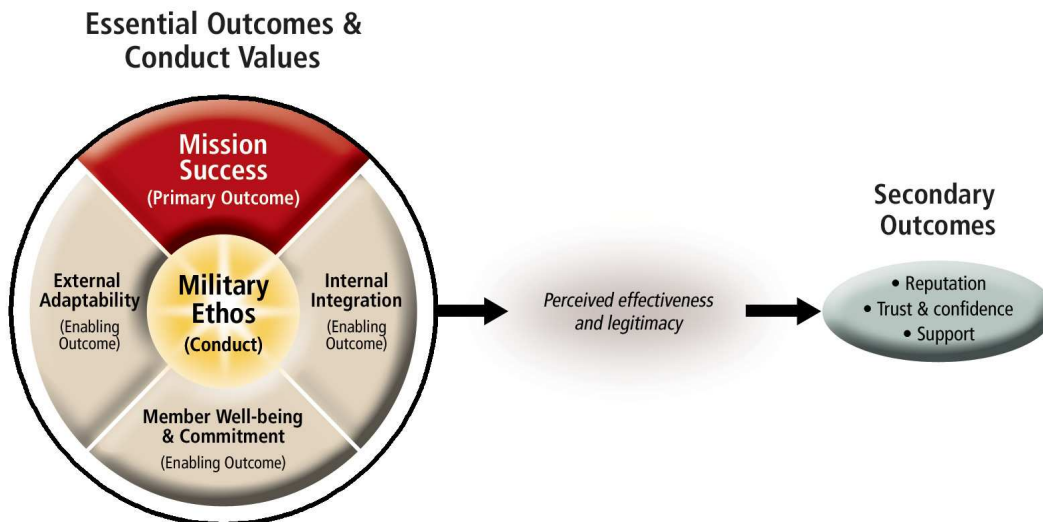 Essential Outcomes &
Conduct Values
Mission
Success
(Primary Outcome)
External
Adaptability
(Enabling
Outcome)
Military
Ethos
(Conduct)
Internal
Integration
(Enabling
Outcome)
Member Well-being
& Commitment
(Enabling Outcome)
Perceived effectiveness
and legitimacy
Secondary
Outcomes
• Reputation
• Trust & confidence
• Support